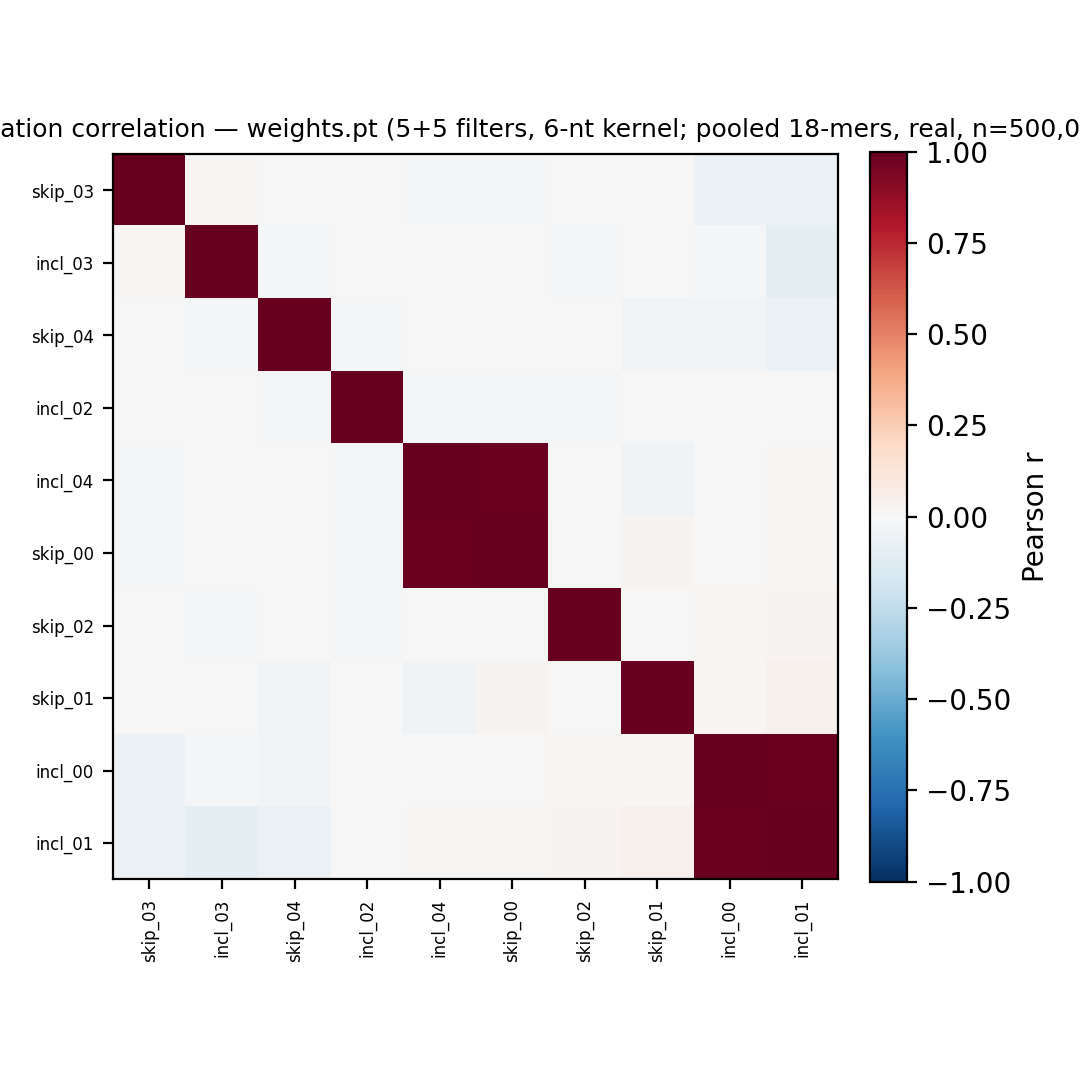 ation correlation — weights.pt (5+5 filters, 6-nt kernel; pooled 18-mers, real, n=500,0
skip_03
incl_03
skip_04
incl_02
incl_04
skip_00
skip_02
skip_01
incl_00
incl_01
skip_03
incl_03
skip_04
incl_02
incl_04
skip_00
skip_02
skip_01
incl_00
incl_01
1.00
0.75
0.50
0.25
0.00
−0.25
−0.50
−0.75
−1.00
Pearson r